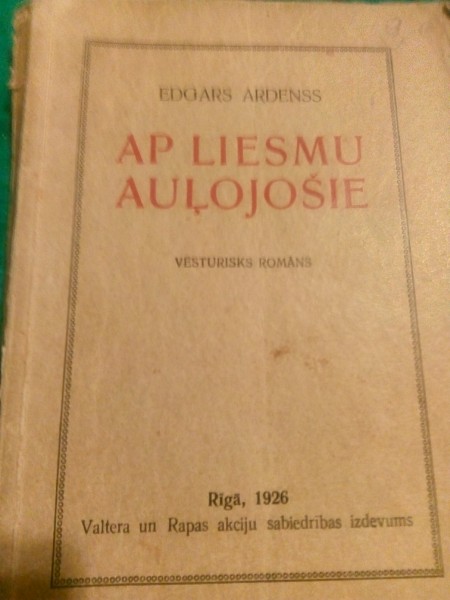 EDGARS ARDENSS
AP LIESMU
AUĻOJOŠIE
VĒSTURISKS ROMĀNS
Rīgā, 1926
Valtera un Rapas akciju sabiedrības izdevums